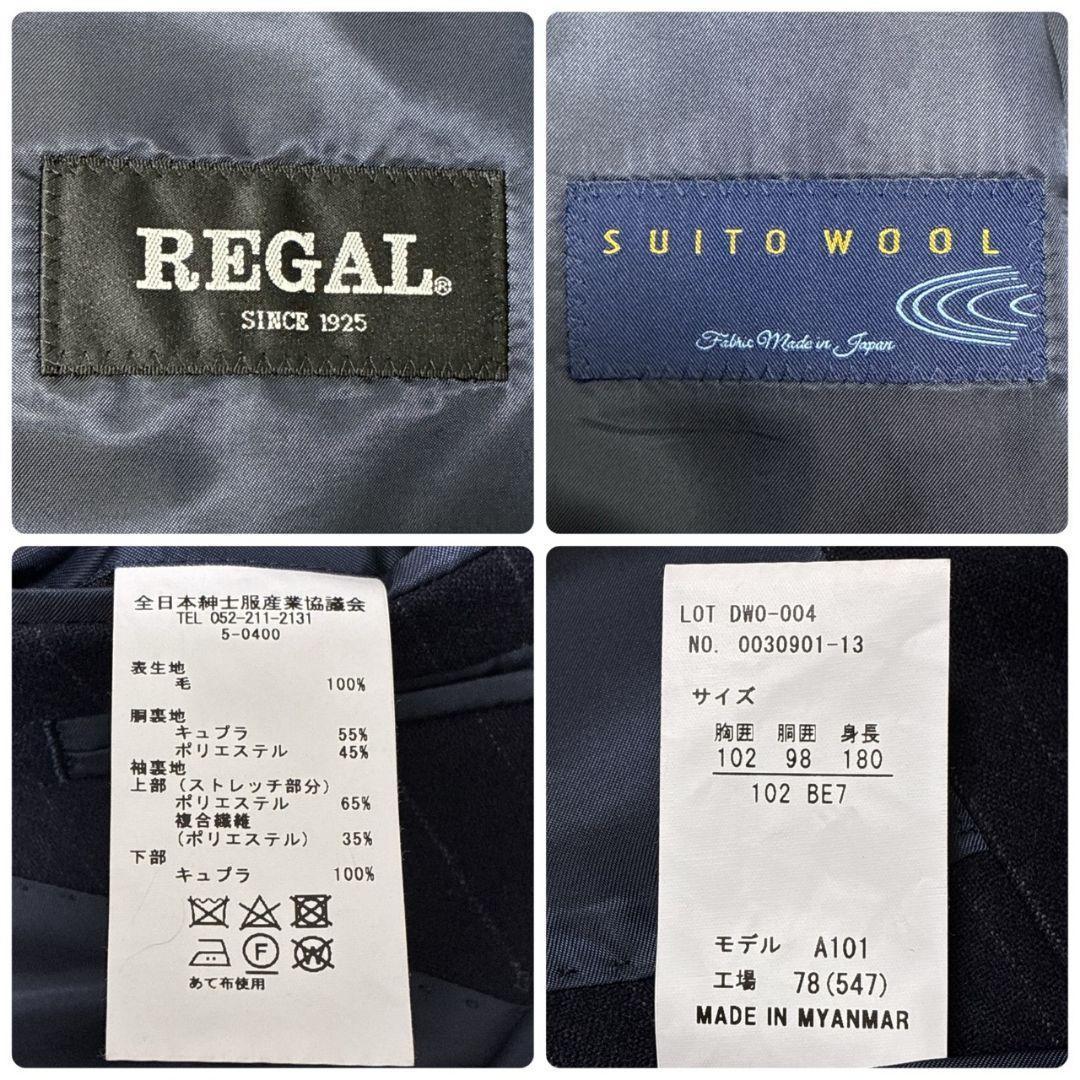 REGAL®
SINCE 1925
SUITO WOOL
Fabric Made in Japan
全日本紳士服産業協議会
TEL 052-211-2131
5-0400
表生地
毛 100%
胴裏地
キュプラ 55%
ポリエステル 45%
袖裏地
上部(ストレッチ部分)
ポリエステル 65%
複合繊維
(ポリエステル) 35%
下部
キュプラ 100%
F W
あて布使用
LOT DWO-004
NO. 0030901-13
サイズ
胸囲 胴囲 身長
102 98 180
102 BE7
モデル A101
工場 78(547)
MADE IN MYANMAR